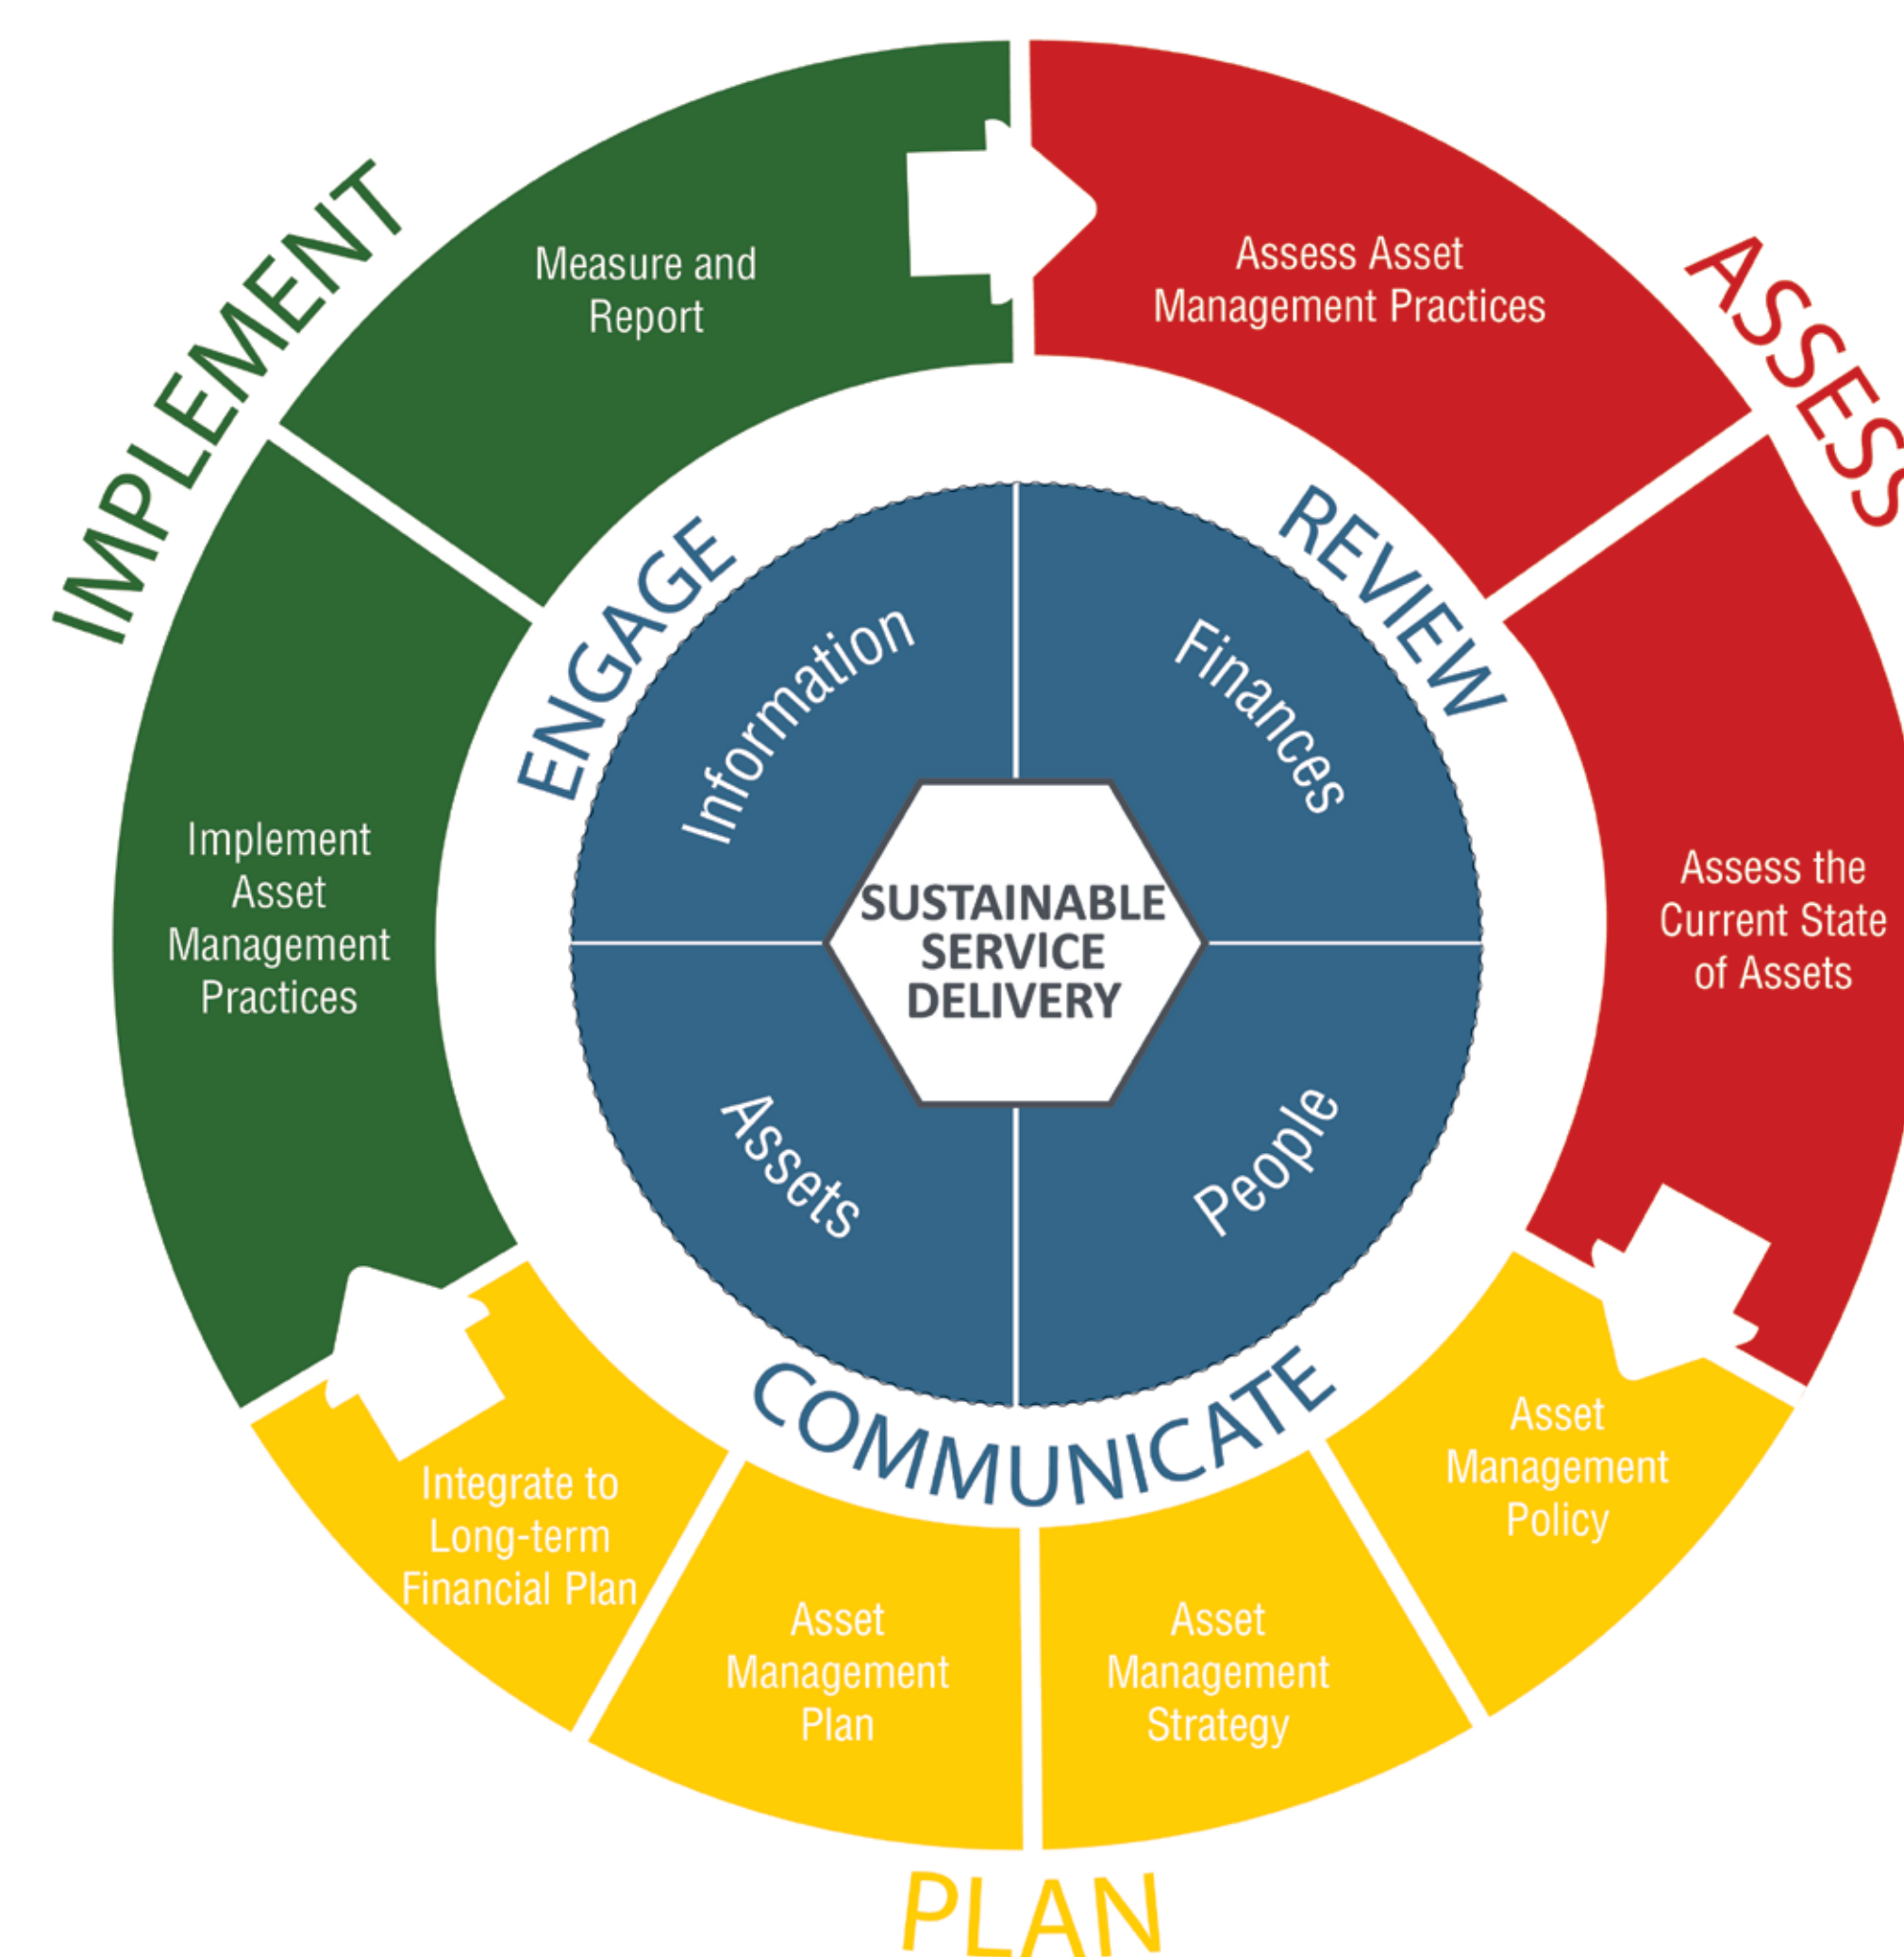 IMPLEMENT
ASSESS
PLAN
Measure and
Report
Assess Asset
Management Practices
Assess the
Current State
of Assets
Asset
Management
Policy
Asset
Management
Strategy
Asset
Management
Plan
Integrate to
Long-term
Financial Plan
Implement
Asset
Management
Practices
ENGAGE
REVIEW
COMMUNICATE
Information
Finances
People
Assets
SUSTAINABLE
SERVICE
DELIVERY